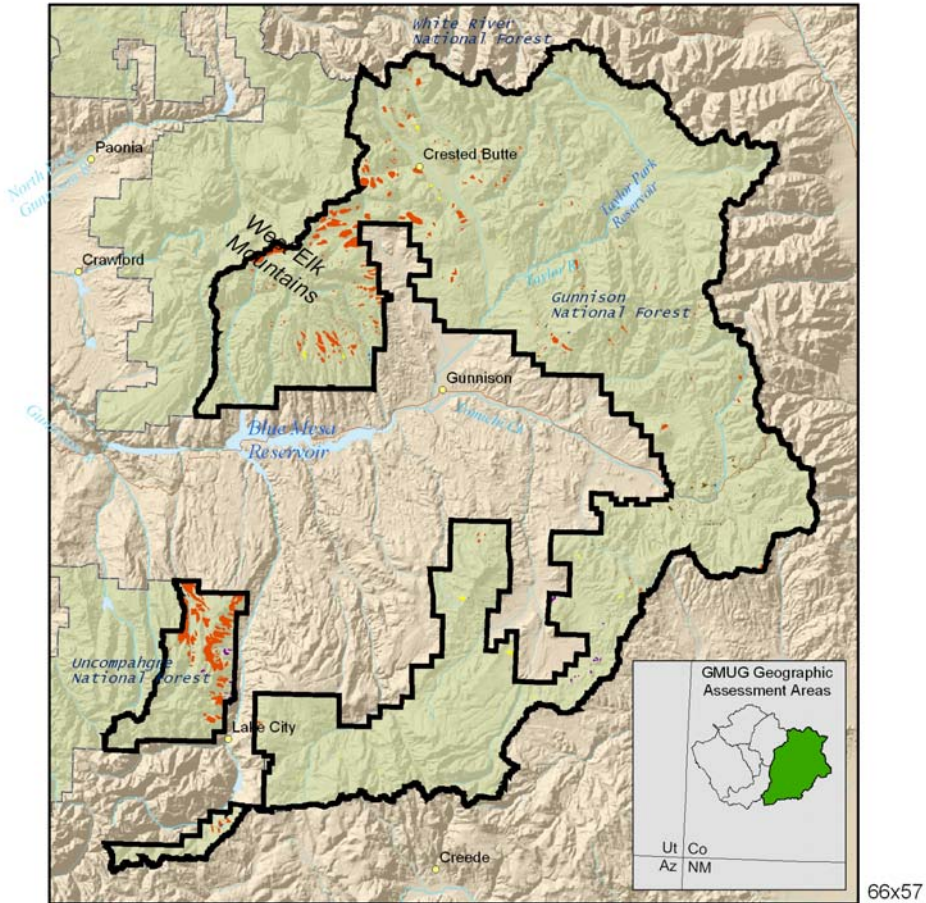 White River
National Forest
Paonia
North Fork
Gunnison R.
Crested Butte
Taylor Park
Reservoir
West Elk
Mountains
Crawford
Taylor R.
Gunnison
National Forest
Gunnison
Tomichi Ck.
Blue Mesa
Reservoir
Gunnison R.
Uncompahgre
National Forest
Lake City
GMUG Geographic
Assessment Areas
Ut Co
Az NM
Creede
66x57